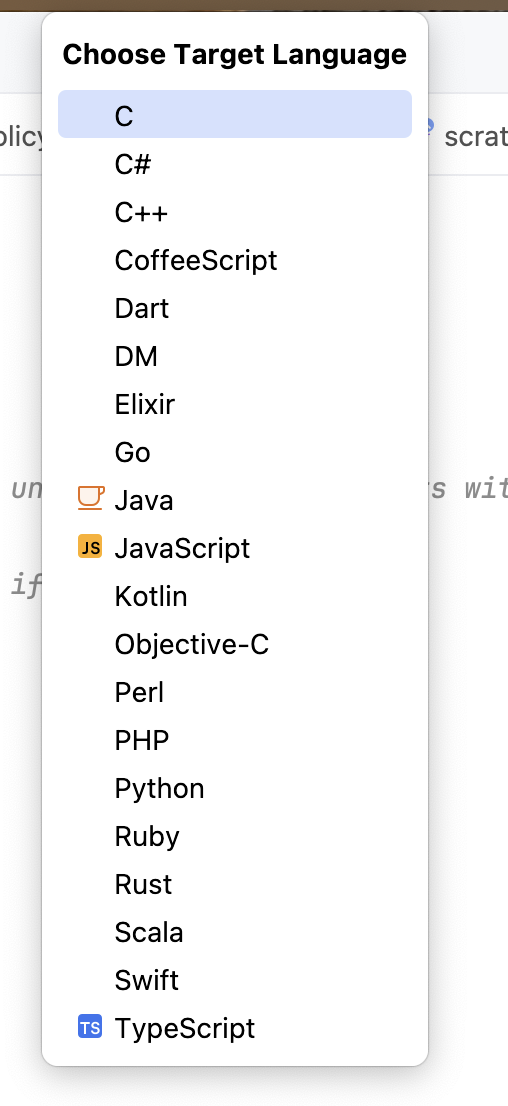 Choose Target Language
C
C#
C++
CoffeeScript
Dart
DM
Elixir
Go
Java
JS JavaScript
Kotlin
Objective-C
Perl
PHP
Python
Ruby
Rust
Scala
Swift
TS TypeScript
olicy
scrat
un
s wit
if